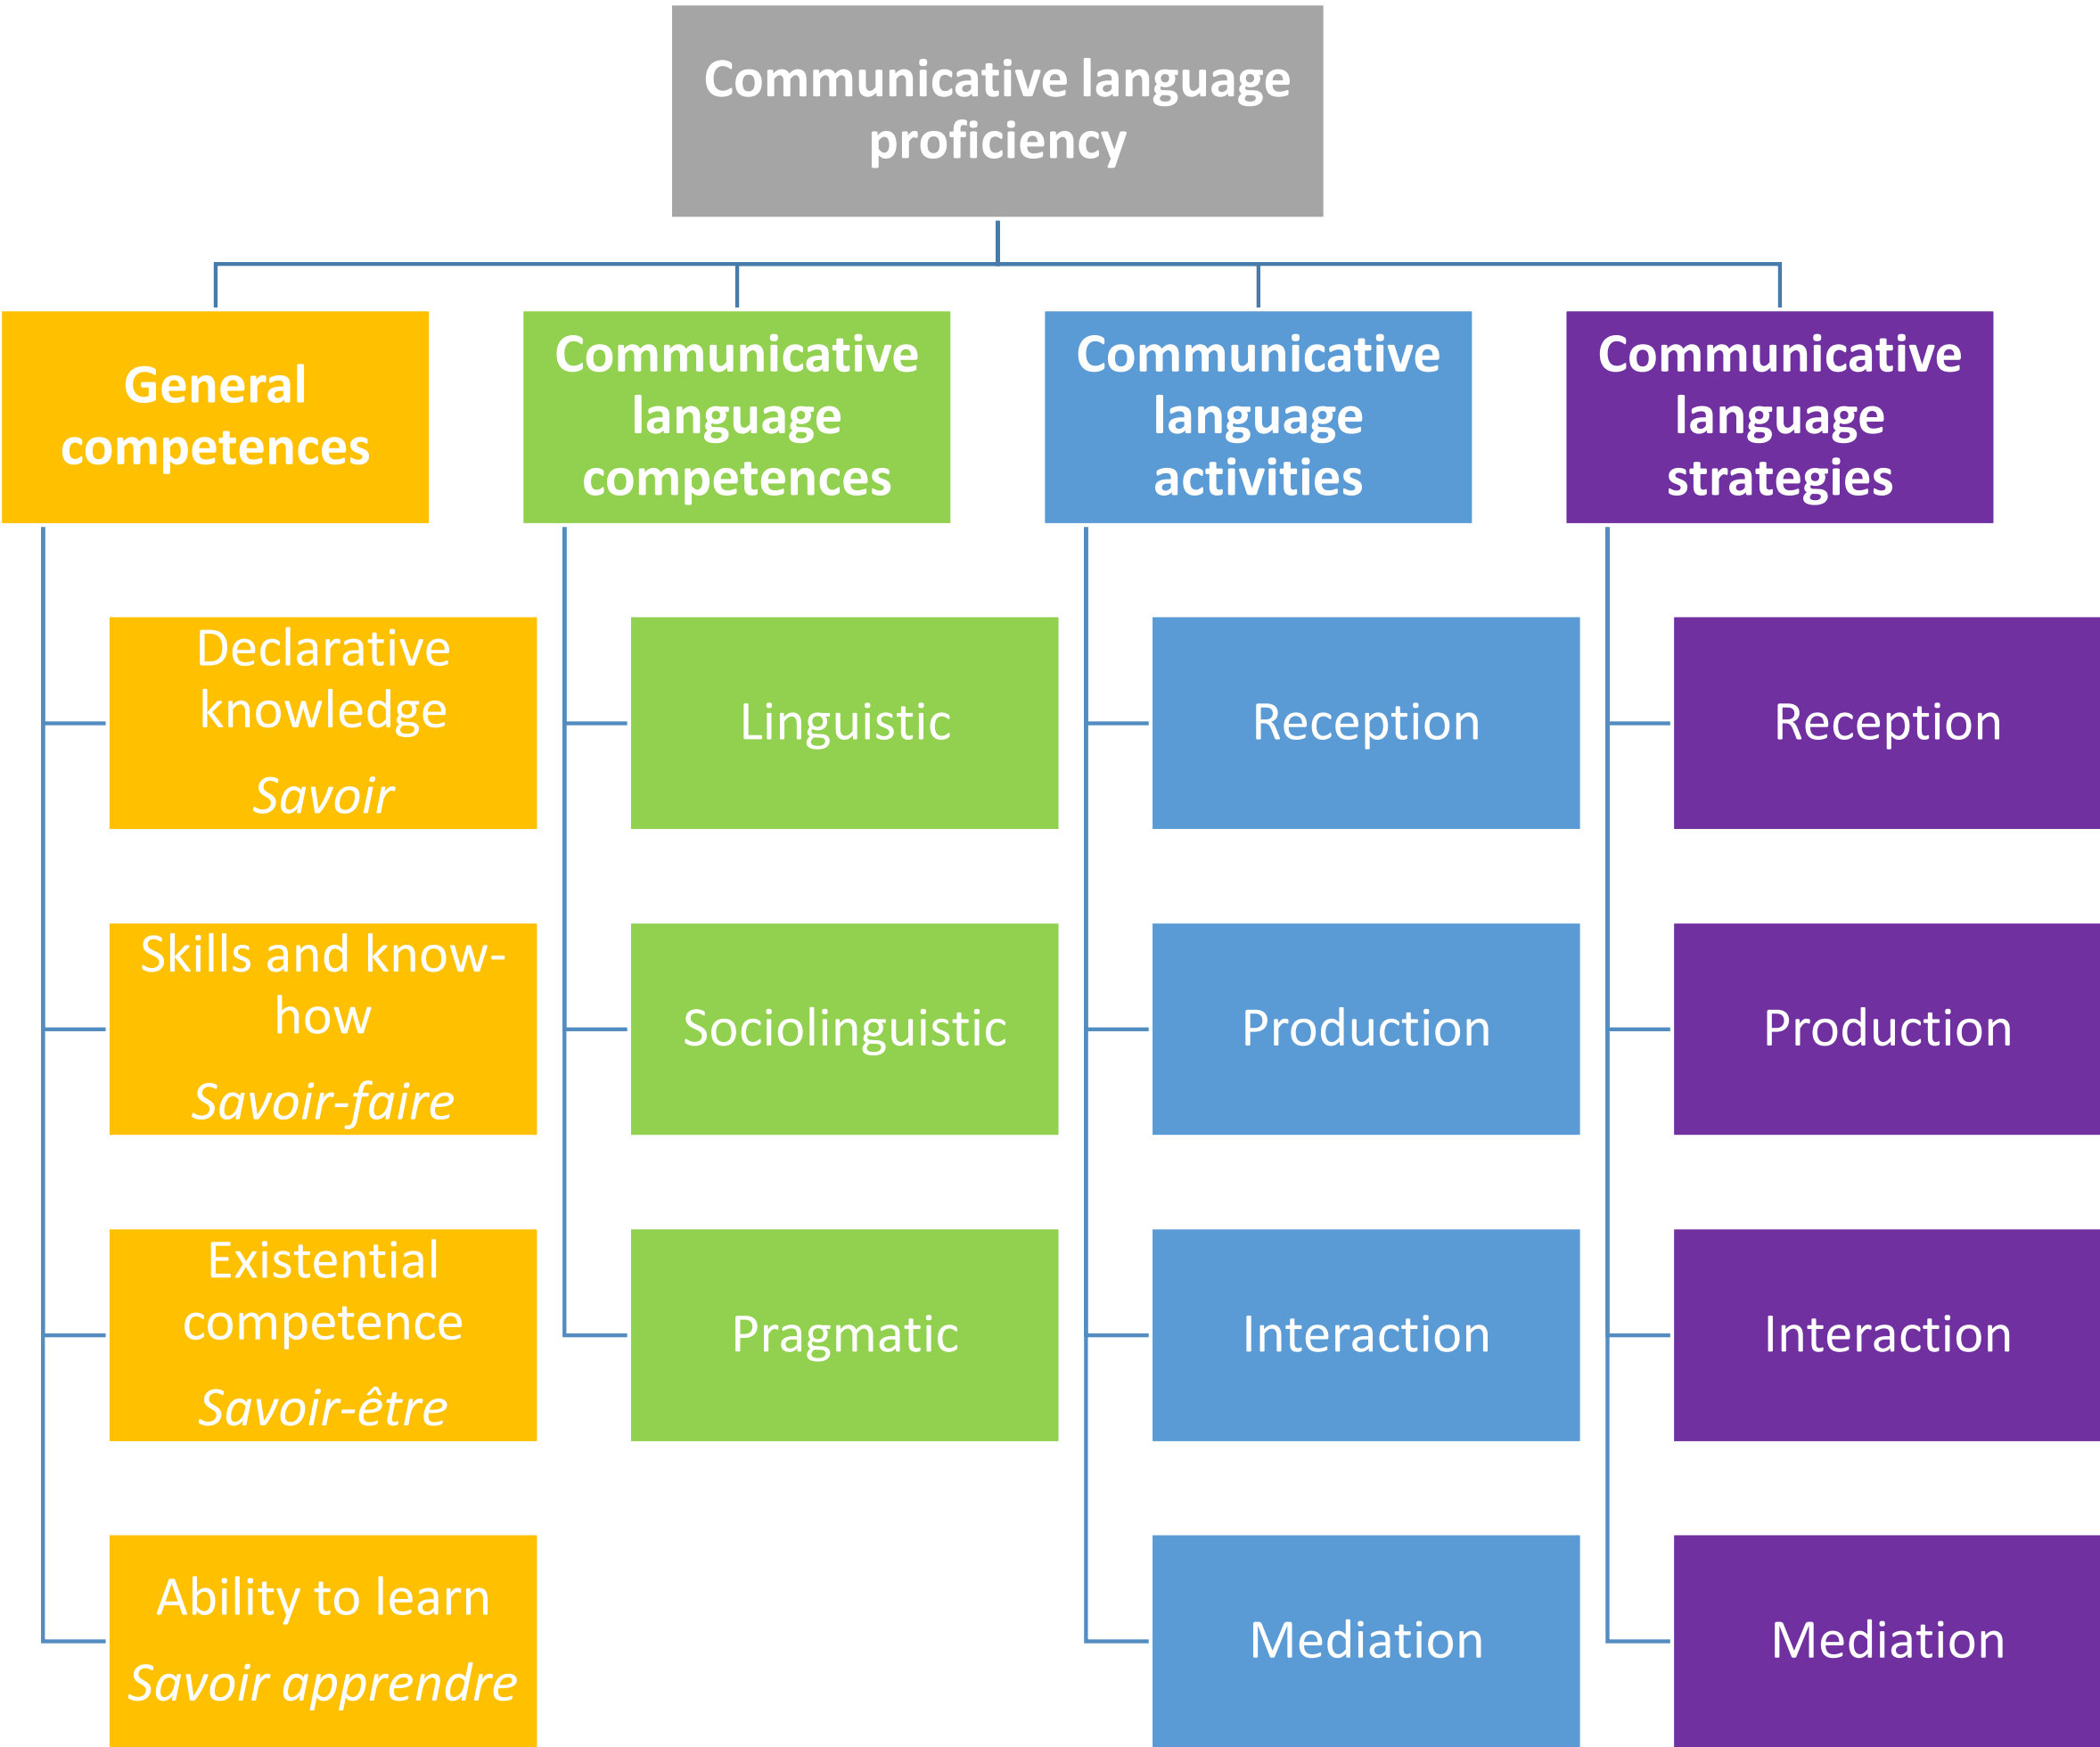 Communicative language
proficiency
General
competences
Communicative
language
competences
Communicative
language
activities
Communicative
language
strategies
Declarative
knowledge
Savoir
Skills and know-
how
Savoir-faire
Existential
competence
Savoir-être
Ability to learn
Savoir apprendre
Linguistic
Sociolinguistic
Pragmatic
Reception
Production
Interaction
Mediation
Reception
Production
Interaction
Mediation